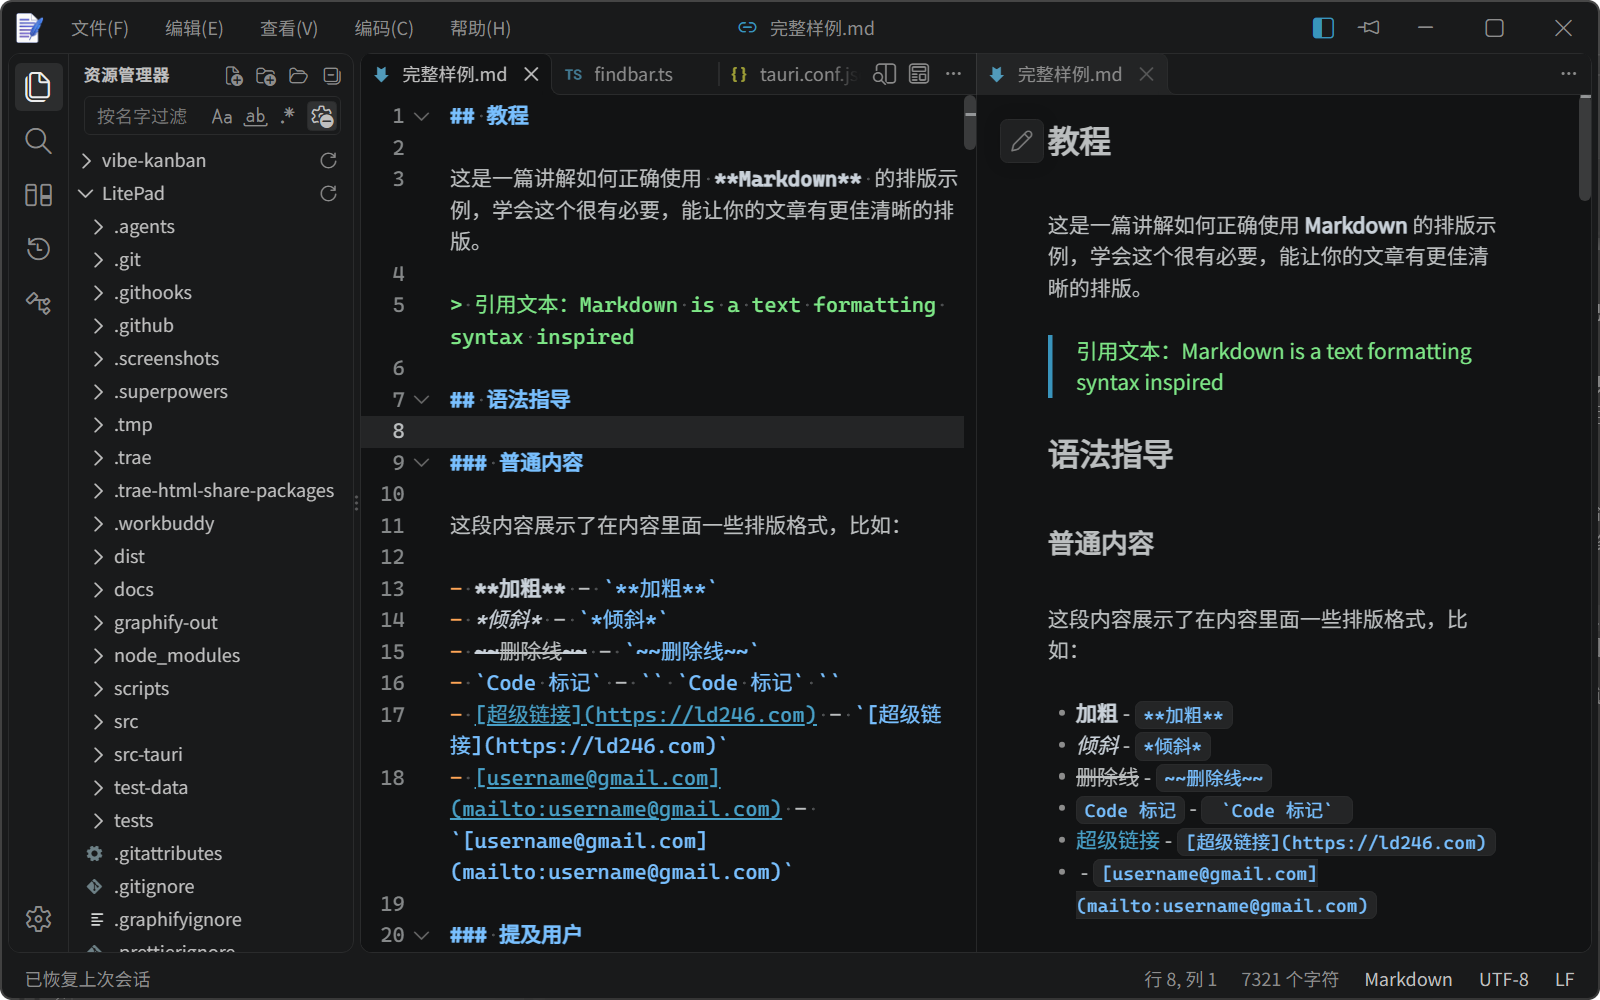 文件(F) 编辑(E) 查看(V) 编码(C) 帮助(H) 完整样例.md
资源管理器
按名字过滤 Aa ab .*
vibe-kanban
LitePad
.agents
.git
.githooks
.github
.screenshots
.superpowers
.tmp
.trae
.trae-html-share-packages
.workbuddy
dist
docs
graphify-out
node_modules
scripts
src
src-tauri
test-data
tests
.gitattributes
.gitignore
.graphifyignore
.prettierignore
完整样例.md TS findbar.ts {} tauri.conf.js
1 ## 教程
2
3 这是一篇讲解如何正确使用 **Markdown** 的排版示
例，学会这个很有必要，能让你的文章有更佳清晰的排
版。
4
5 > 引用文本：Markdown is a text formatting
syntax inspired
6
7 ## 语法指导
8
9 ### 普通内容
10
11 这段内容展示了在内容里面一些排版格式，比如：
12
13 - **加粗** - `**加粗**`
14 - *倾斜* - `*倾斜*`
15 - ~~删除线~~ - `~~删除线~~`
16 - `Code 标记` - `` `Code 标记` ``
17 - [超级链接](https://ld246.com) - `[超级链
接](https://ld246.com)`
18 - [username@gmail.com]
(mailto:username@gmail.com) -
`[username@gmail.com]
(mailto:username@gmail.com)`
19
20 ### 提及用户
完整样例.md
教程
这是一篇讲解如何正确使用 Markdown 的排版示
例，学会这个很有必要，能让你的文章有更佳清
晰的排版。
引用文本：Markdown is a text formatting
syntax inspired
语法指导
普通内容
这段内容展示了在内容里面一些排版格式，比
如：
• 加粗 - **加粗**
• 倾斜 - *倾斜*
• 删除线 - ~~删除线~~
• Code 标记 - `Code 标记`
• 超级链接 - [超级链接](https://ld246.com)
• - [username@gmail.com]
(mailto:username@gmail.com)
已恢复上次会话 行 8, 列 1 7321 个字符 Markdown UTF-8 LF